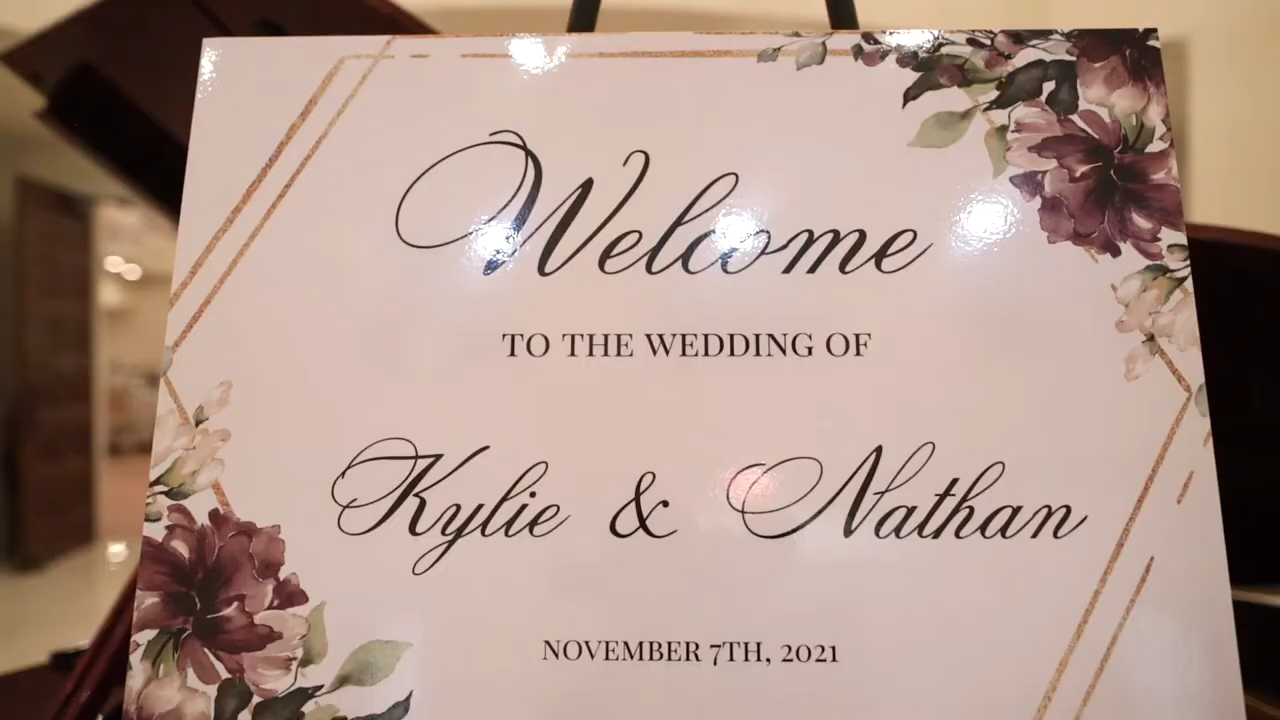 Welcome
TO THE WEDDING OF
Kylie & Nathan
NOVEMBER 7TH, 2021